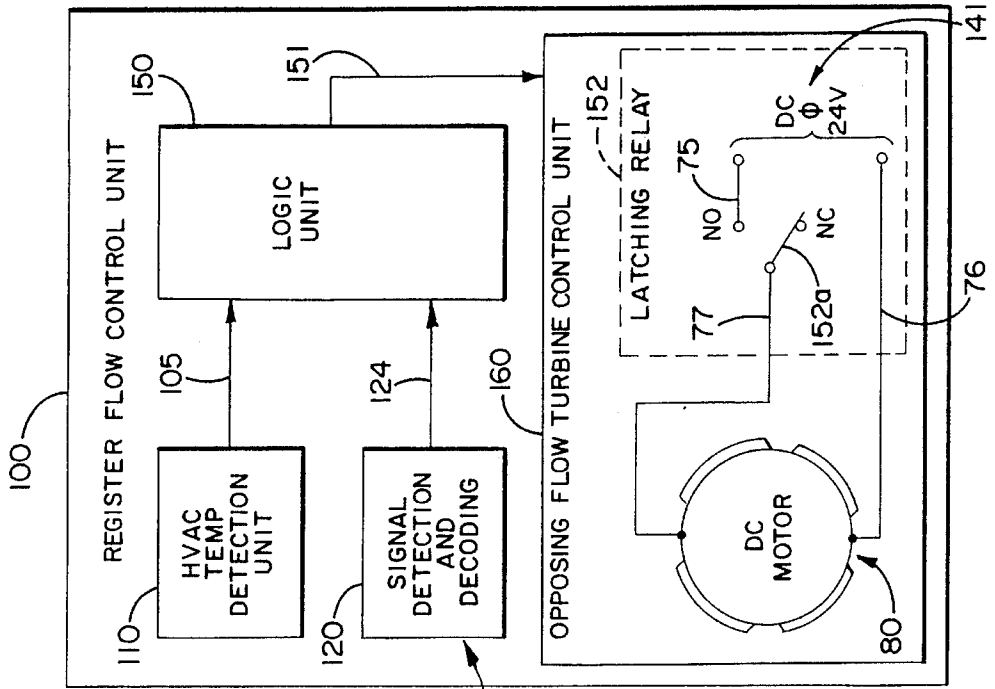 100
REGISTER FLOW CONTROL UNIT
110
HVAC
TEMP
DETECTION
UNIT
105
120
SIGNAL
DETECTION
AND
DECODING
124
150
LOGIC
UNIT
151
160
OPPOSING FLOW TURBINE CONTROL UNIT
DC
MOTOR
80
77
152
LATCHING RELAY
NO
75
NC
152a
DC
Φ
24V
141
76